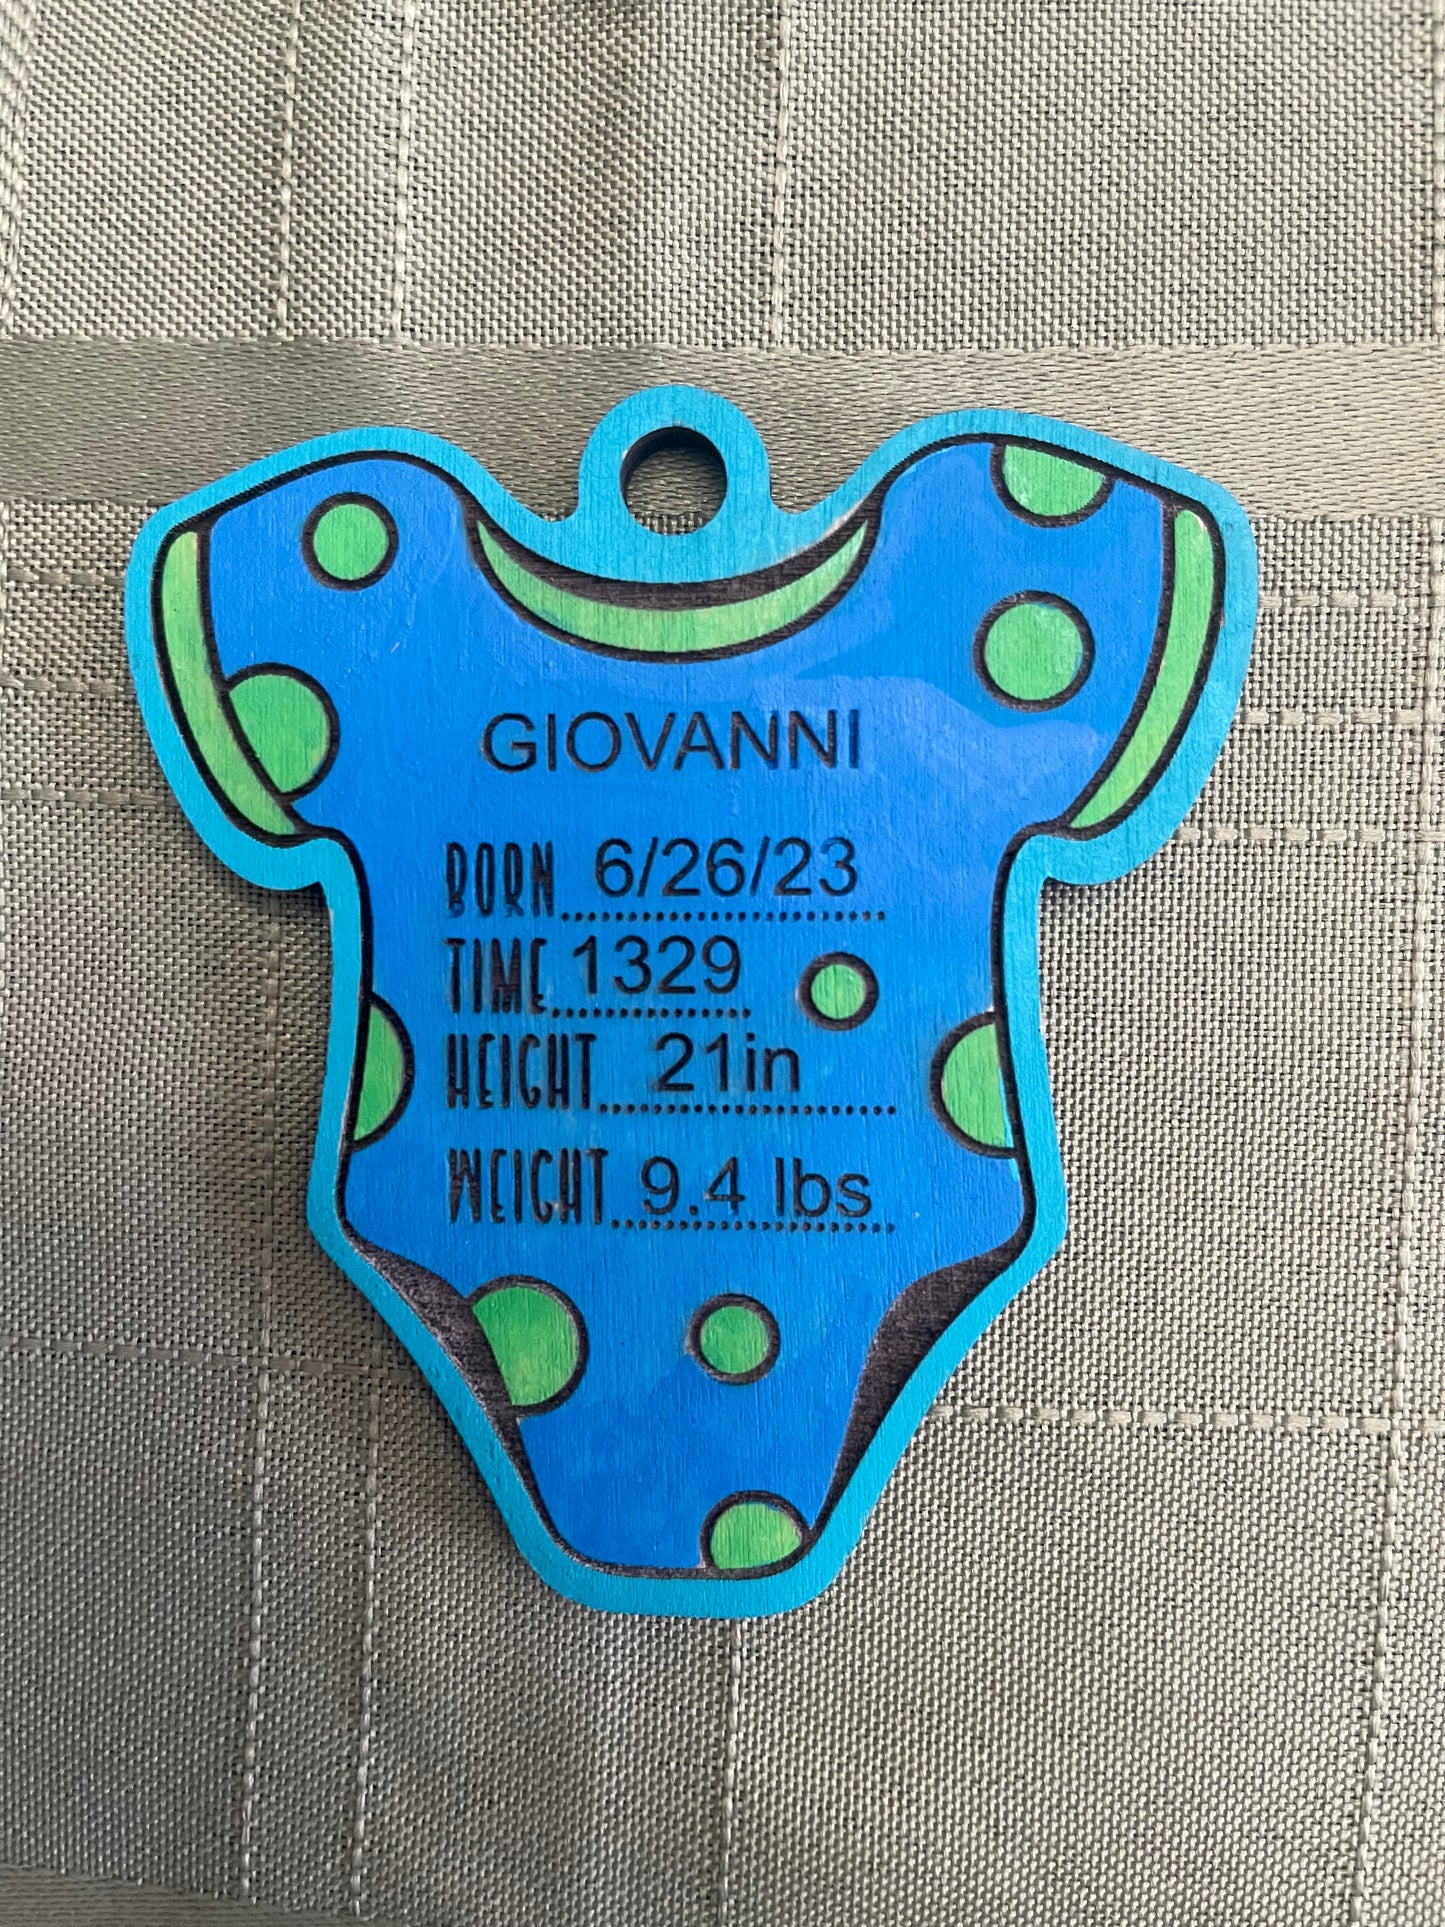 GIOVANNI
BORN 6/26/23
TIME 1329
HEIGHT 21in
WEIGHT 9.4 lbs